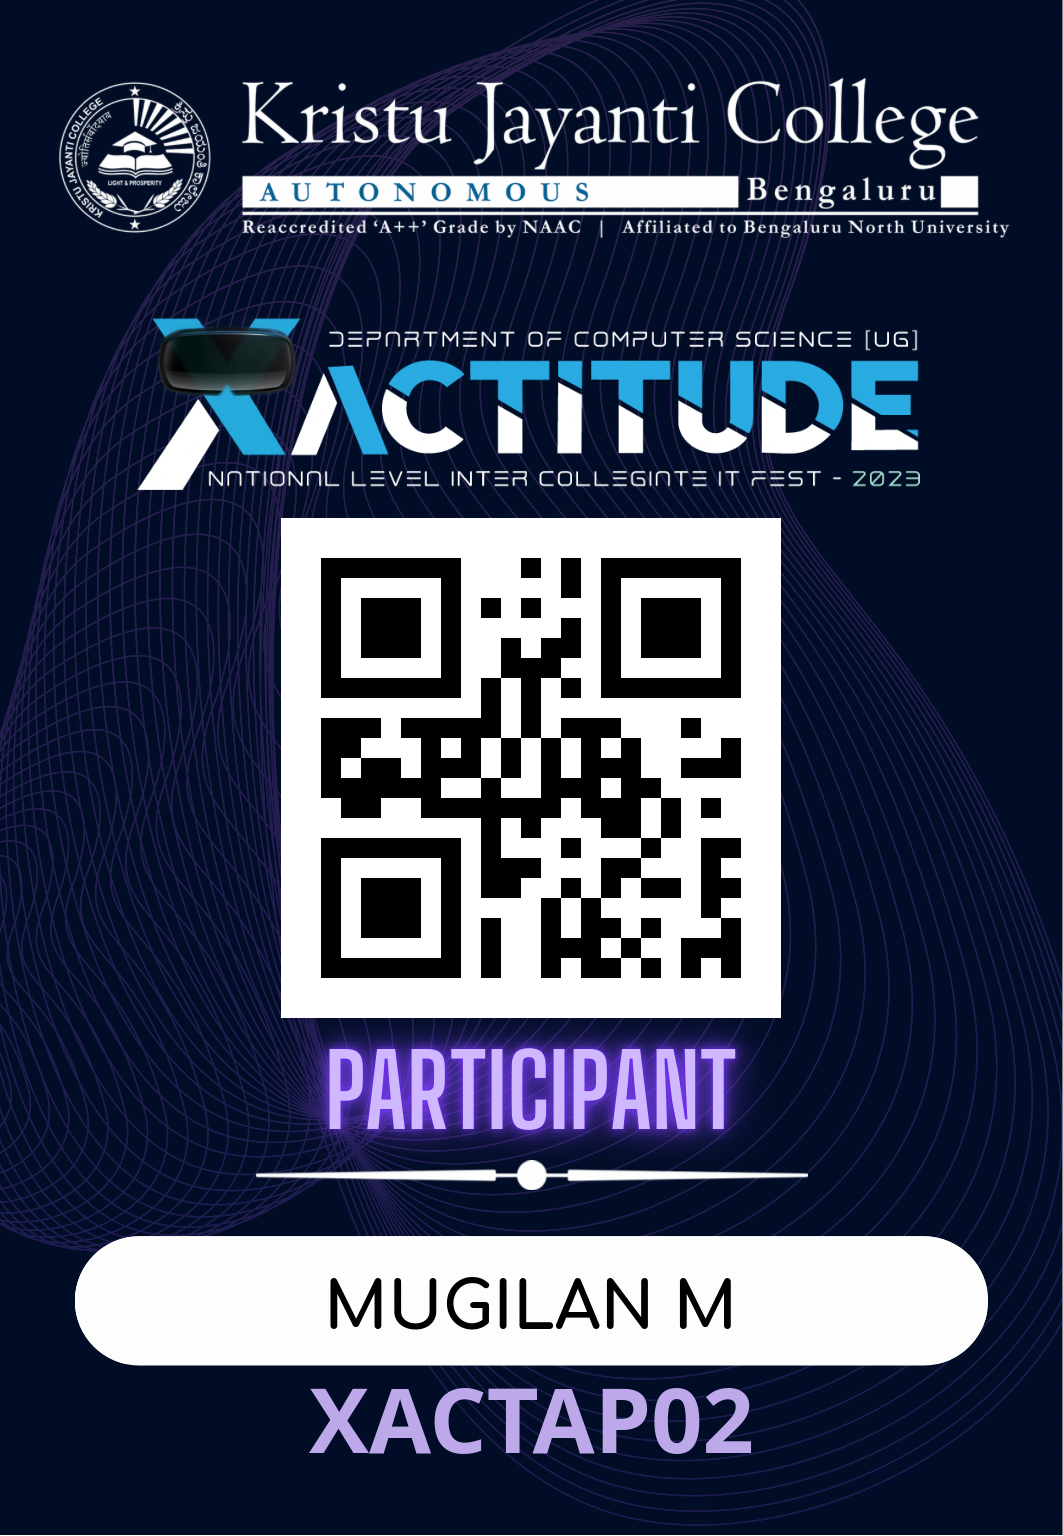 Kristu Jayanti College
AUTONOMOUS Bengaluru
Reaccredited ‘A++’ Grade by NAAC | Affiliated to Bengaluru North University
KRISTU JAYANTI COLLEGE
LIGHT & PROSPERITY
DEPARTMENT OF COMPUTER SCIENCE [UG]
XACTITUDE
NATIONAL LEVEL INTER COLLEGIATE IT FEST - 2023
PARTICIPANT
MUGILAN M
XACTAP02